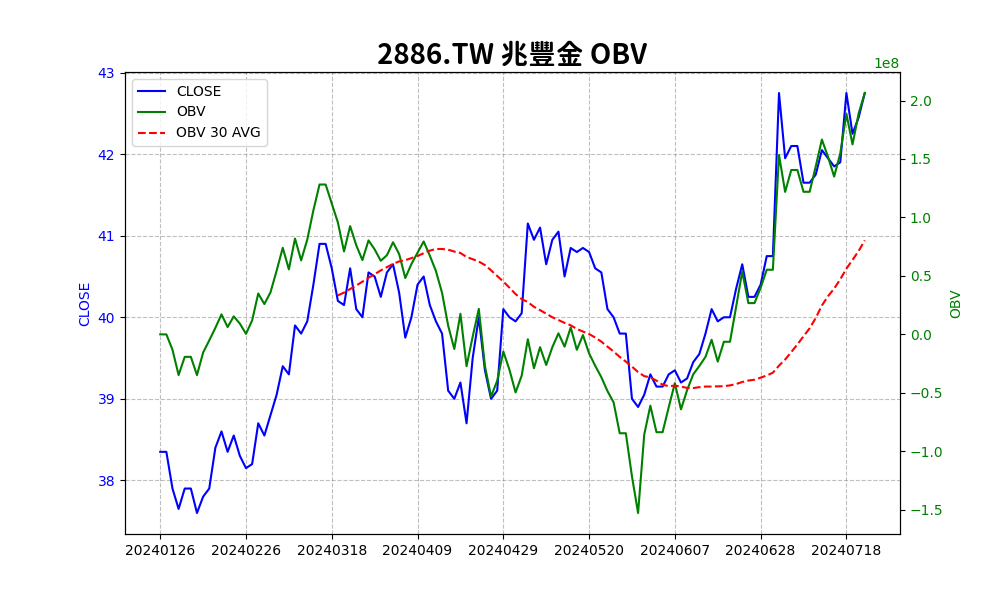 2886.TW 兆豐金 OBV
1e8
CLOSE
OBV
OBV 30 AVG
43
42
41
40
39
38
CLOSE
2.0
1.5
1.0
0.5
0.0
−0.5
−1.0
−1.5
OBV
20240126 20240226 20240318 20240409 20240429 20240520 20240607 20240628 20240718